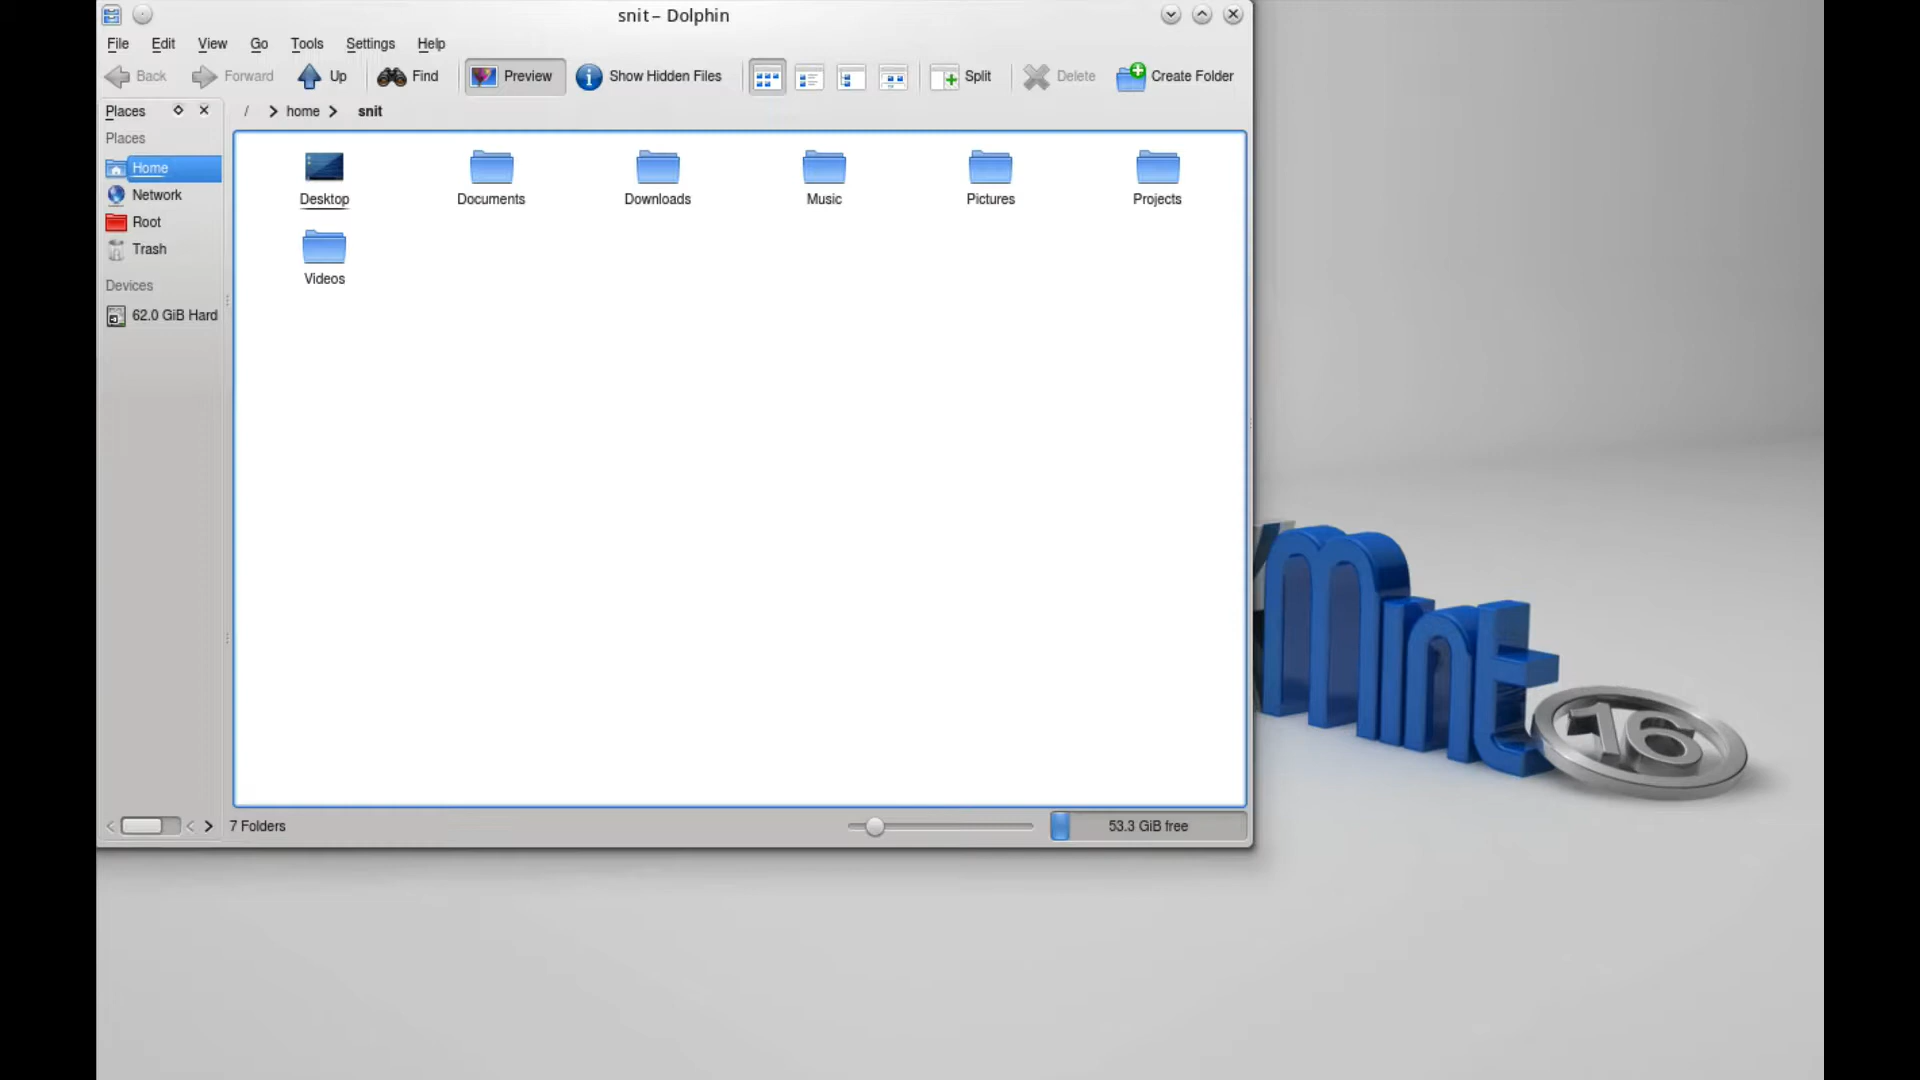 snit – Dolphin
File Edit View Go Tools Settings Help
Back Forward Up Find Preview Show Hidden Files Split Delete Create Folder
Places / home snit
Places
Home
Network
Root
Trash
Devices
62.0 GiB Hard
Desktop Documents Downloads Music Pictures Projects
Videos
7 Folders 53.3 GiB free
Mint
16